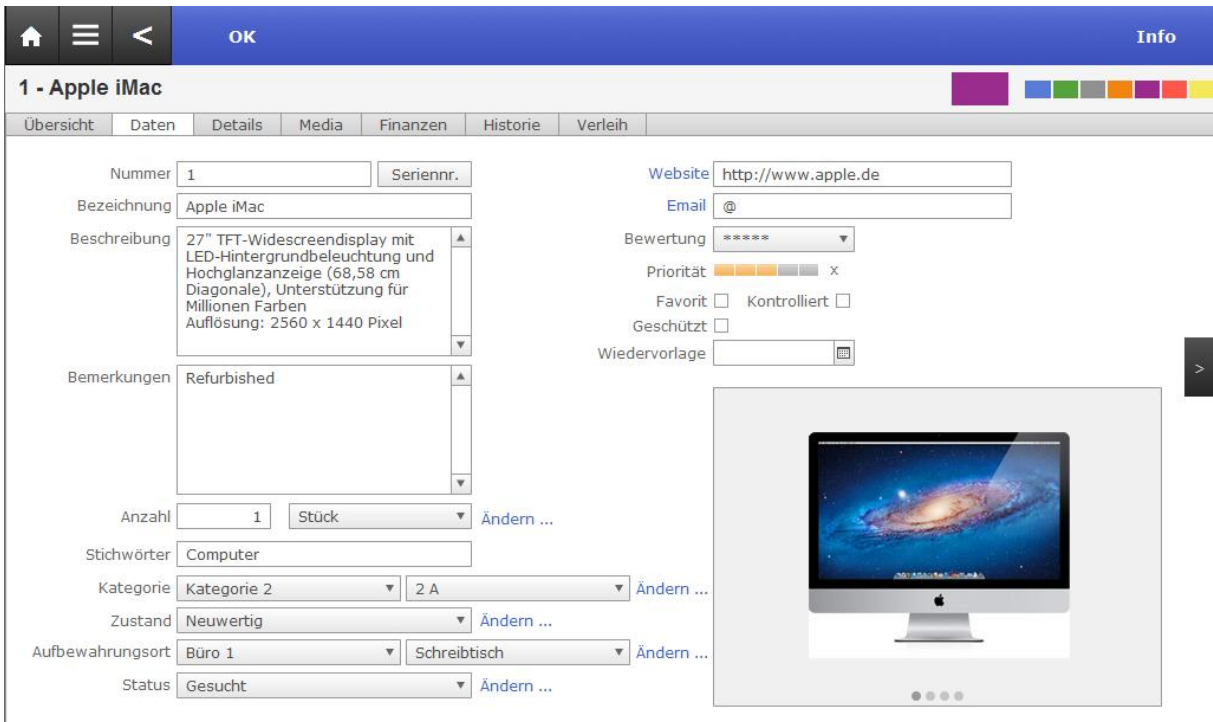 < OK Info
1 - Apple iMac
Übersicht Daten Details Media Finanzen Historie Verleih
Nummer 1 Seriennr.
Bezeichnung Apple iMac
Beschreibung 27" TFT-Widescreendisplay mit
LED-Hintergrundbeleuchtung und
Hochglanzanzeige (68,58 cm
Diagonale), Unterstützung für
Millionen Farben
Auflösung: 2560 x 1440 Pixel
Bemerkungen Refurbished
Anzahl 1 Stück Ändern ...
Stichwörter Computer
Kategorie Kategorie 2 2 A Ändern ...
Zustand Neuwertig Ändern ...
Aufbewahrungsort Büro 1 Schreibtisch Ändern ...
Status Gesucht Ändern ...
Website http://www.apple.de
Email @
Bewertung *****
Priorität x
Favorit Kontrolliert
Geschützt
Wiedervorlage
>